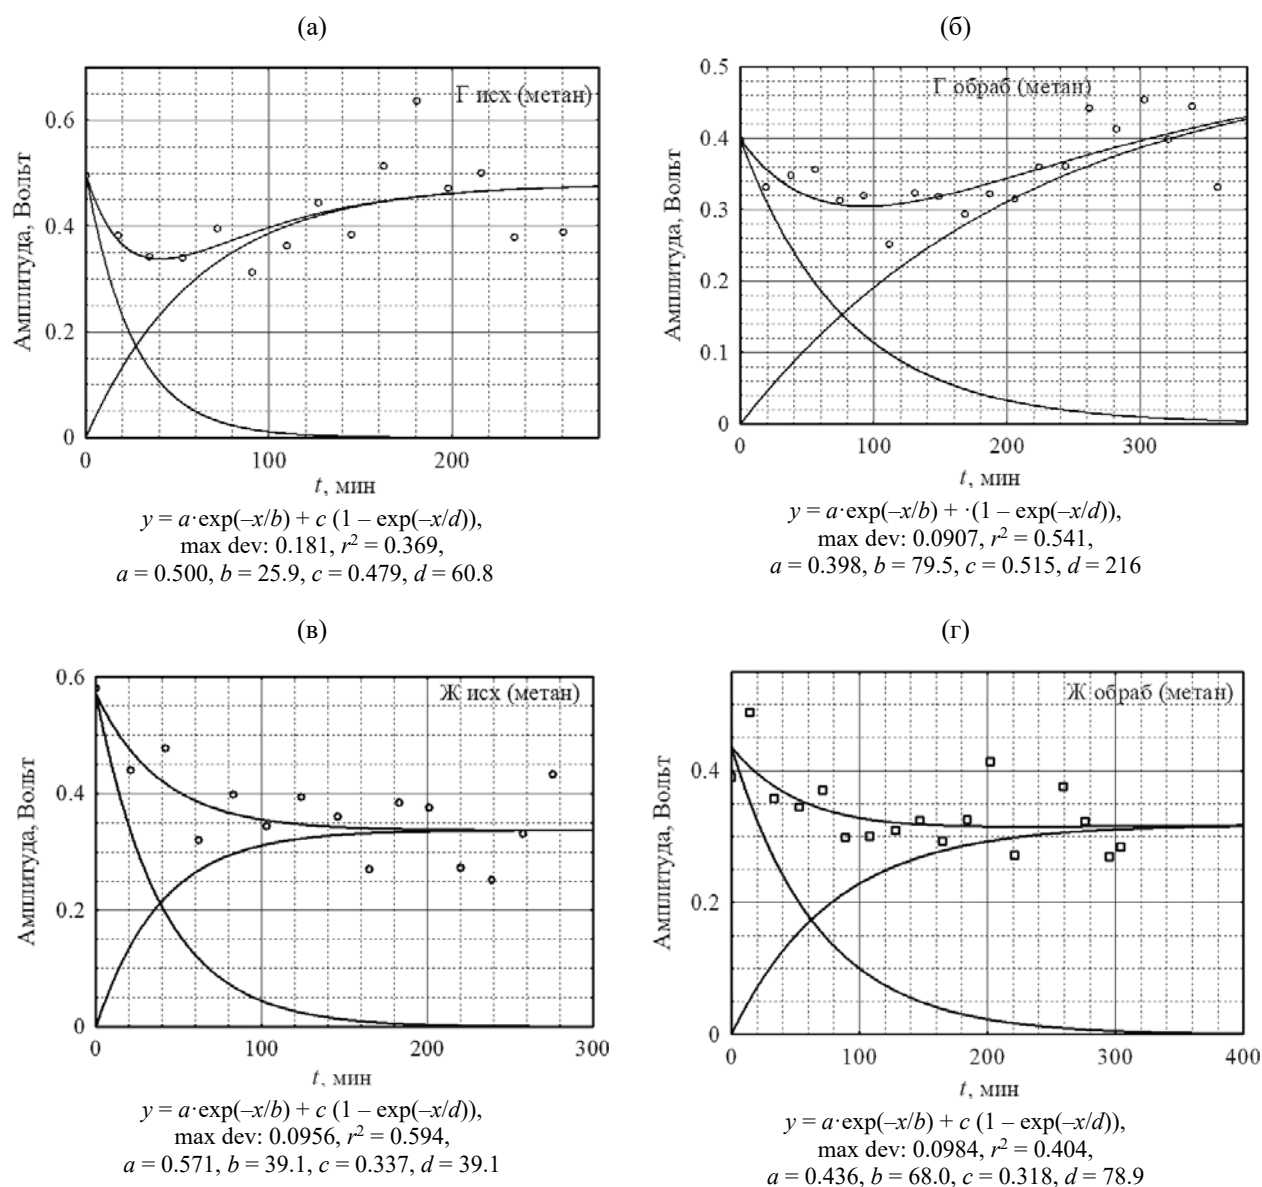 (а)
Г исх (метан)
Амплитуда, Вольт
0.6
0.4
0.2
0
0 100 200
t, мин
y = a·exp(–x/b) + c (1 – exp(–x/d)),
max dev: 0.181, r² = 0.369,
a = 0.500, b = 25.9, c = 0.479, d = 60.8
(б)
Г обраб (метан)
Амплитуда, Вольт
0.5
0.4
0.3
0.2
0.1
0
0 100 200 300
t, мин
y = a·exp(–x/b) + ·(1 – exp(–x/d)),
max dev: 0.0907, r² = 0.541,
a = 0.398, b = 79.5, c = 0.515, d = 216
(в)
Ж исх (метан)
Амплитуда, Вольт
0.6
0.4
0.2
0
0 100 200 300
t, мин
y = a·exp(–x/b) + c (1 – exp(–x/d)),
max dev: 0.0956, r² = 0.594,
a = 0.571, b = 39.1, c = 0.337, d = 39.1
(г)
Ж обраб (метан)
Амплитуда, Вольт
0.4
0.2
0
0 100 200 300 400
t, мин
y = a·exp(–x/b) + c (1 – exp(–x/d)),
max dev: 0.0984, r² = 0.404,
a = 0.436, b = 68.0, c = 0.318, d = 78.9